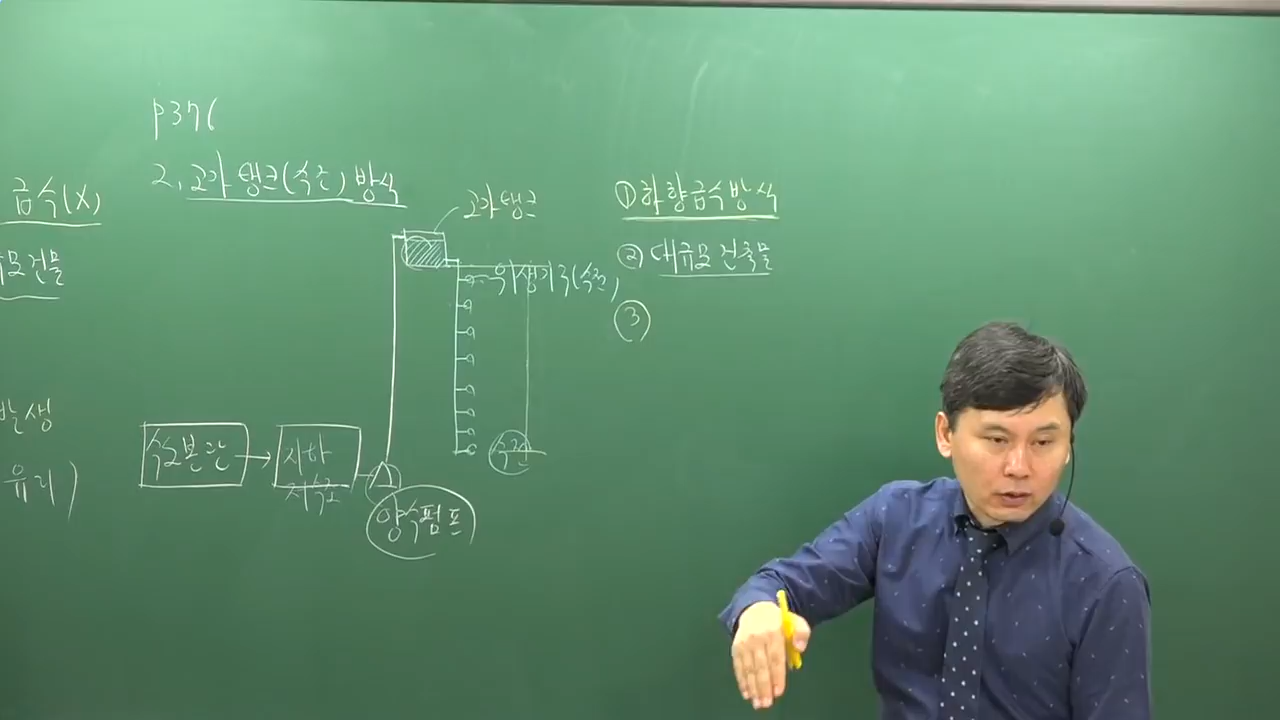 p376
급수(X)
2. 고가탱크(수조) 방식
고가탱크
위생기구(수전)
수도본관
지하
저수조
양수펌프
수전
① 하향급수방식
② 대규모 건축물
③
건물
발생
유리)